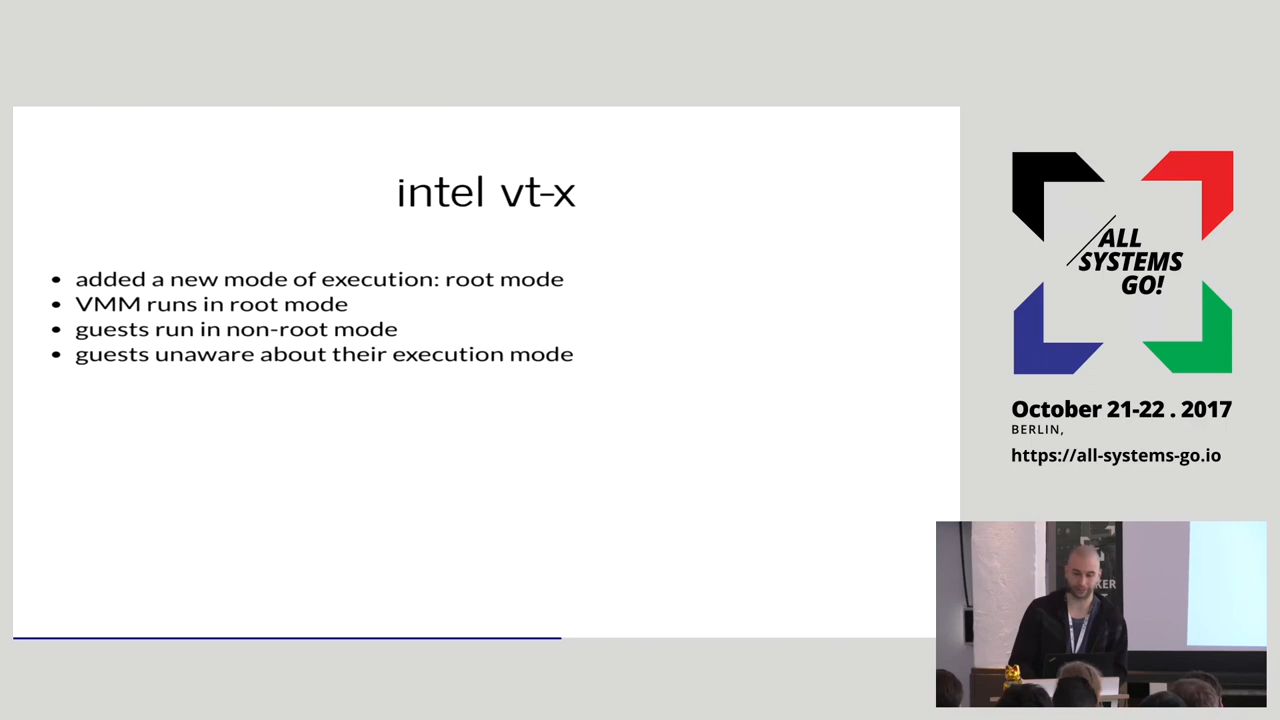 intel vt-x
• added a new mode of execution: root mode
• VMM runs in root mode
• guests run in non-root mode
• guests unaware about their execution mode
ALL
SYSTEMS
GO!
October 21-22 . 2017
BERLIN,
https://all-systems-go.io